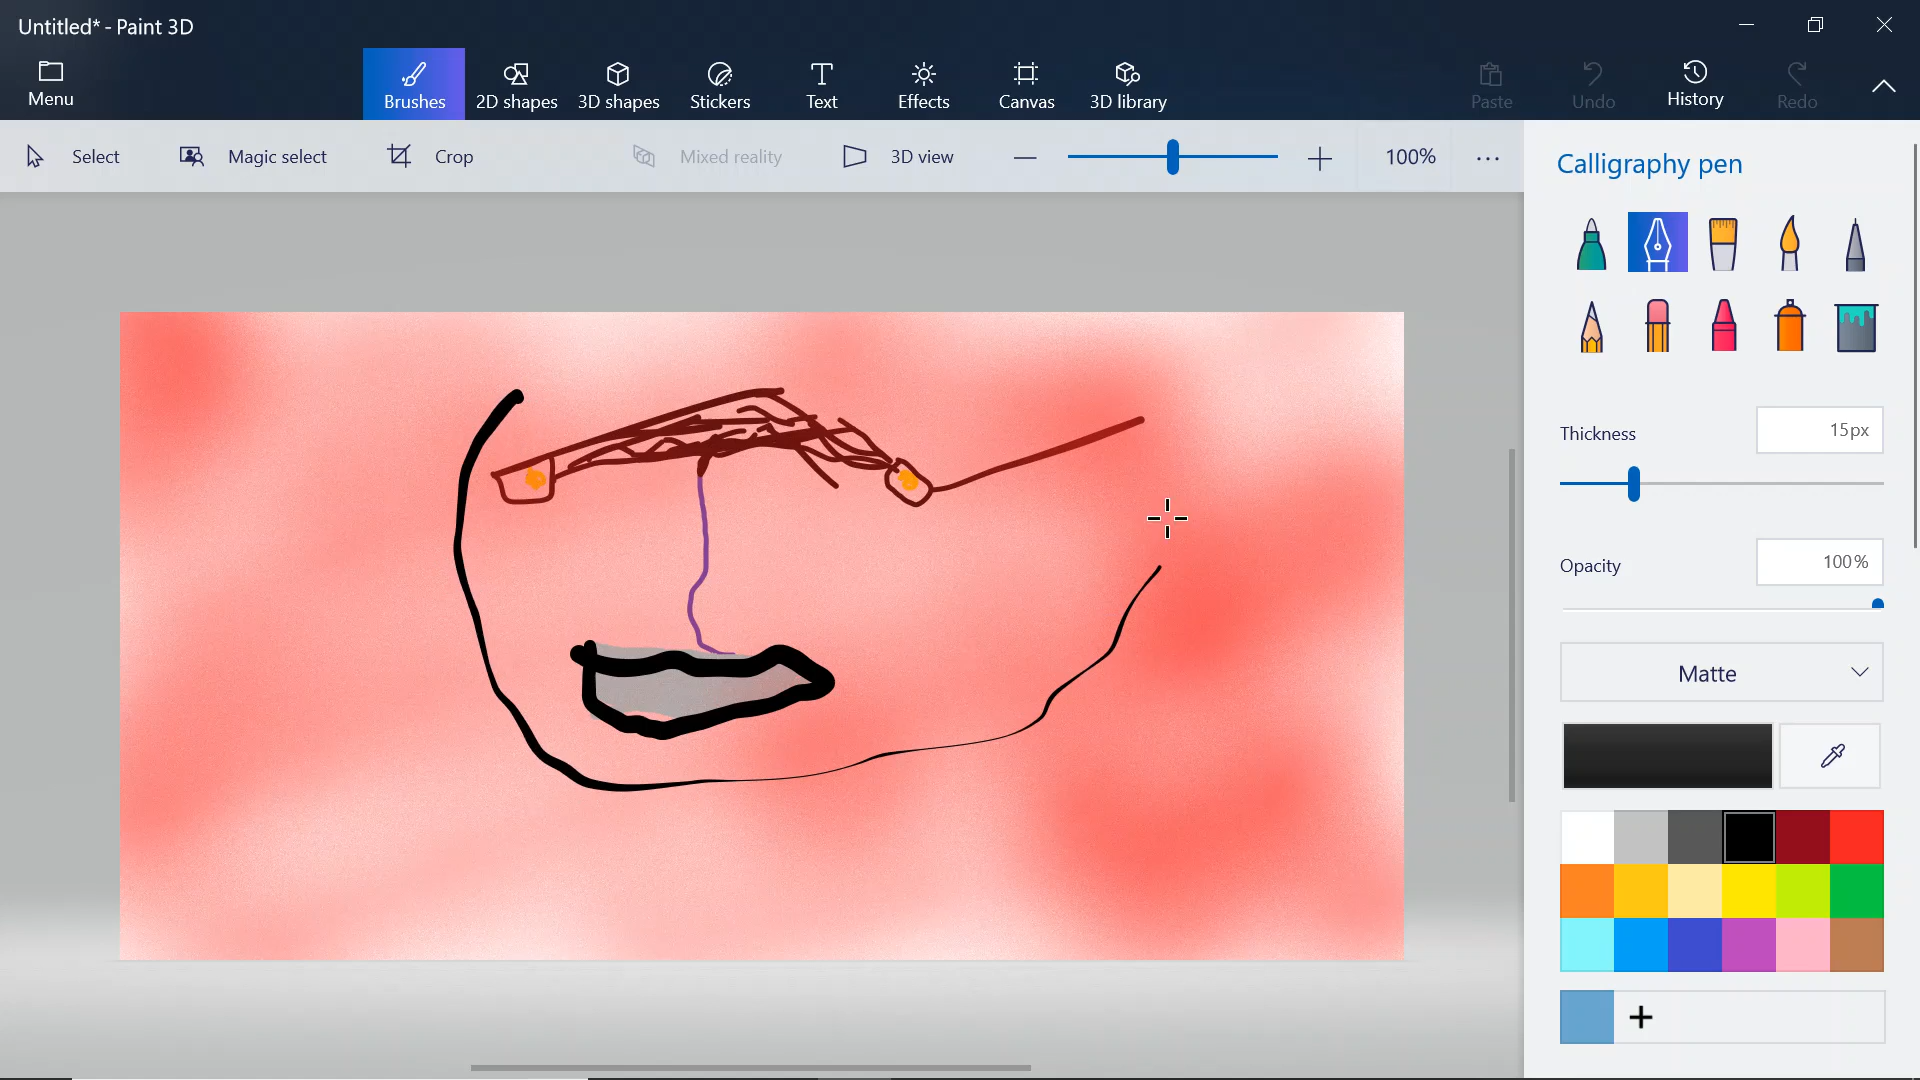 Untitled* - Paint 3D
Menu
Brushes
2D shapes
3D shapes
Stickers
Text
Effects
Canvas
3D library
Paste
Undo
History
Redo
Select
Magic select
Crop
Mixed reality
3D view
100%
Calligraphy pen
Thickness
15px
Opacity
100%
Matte